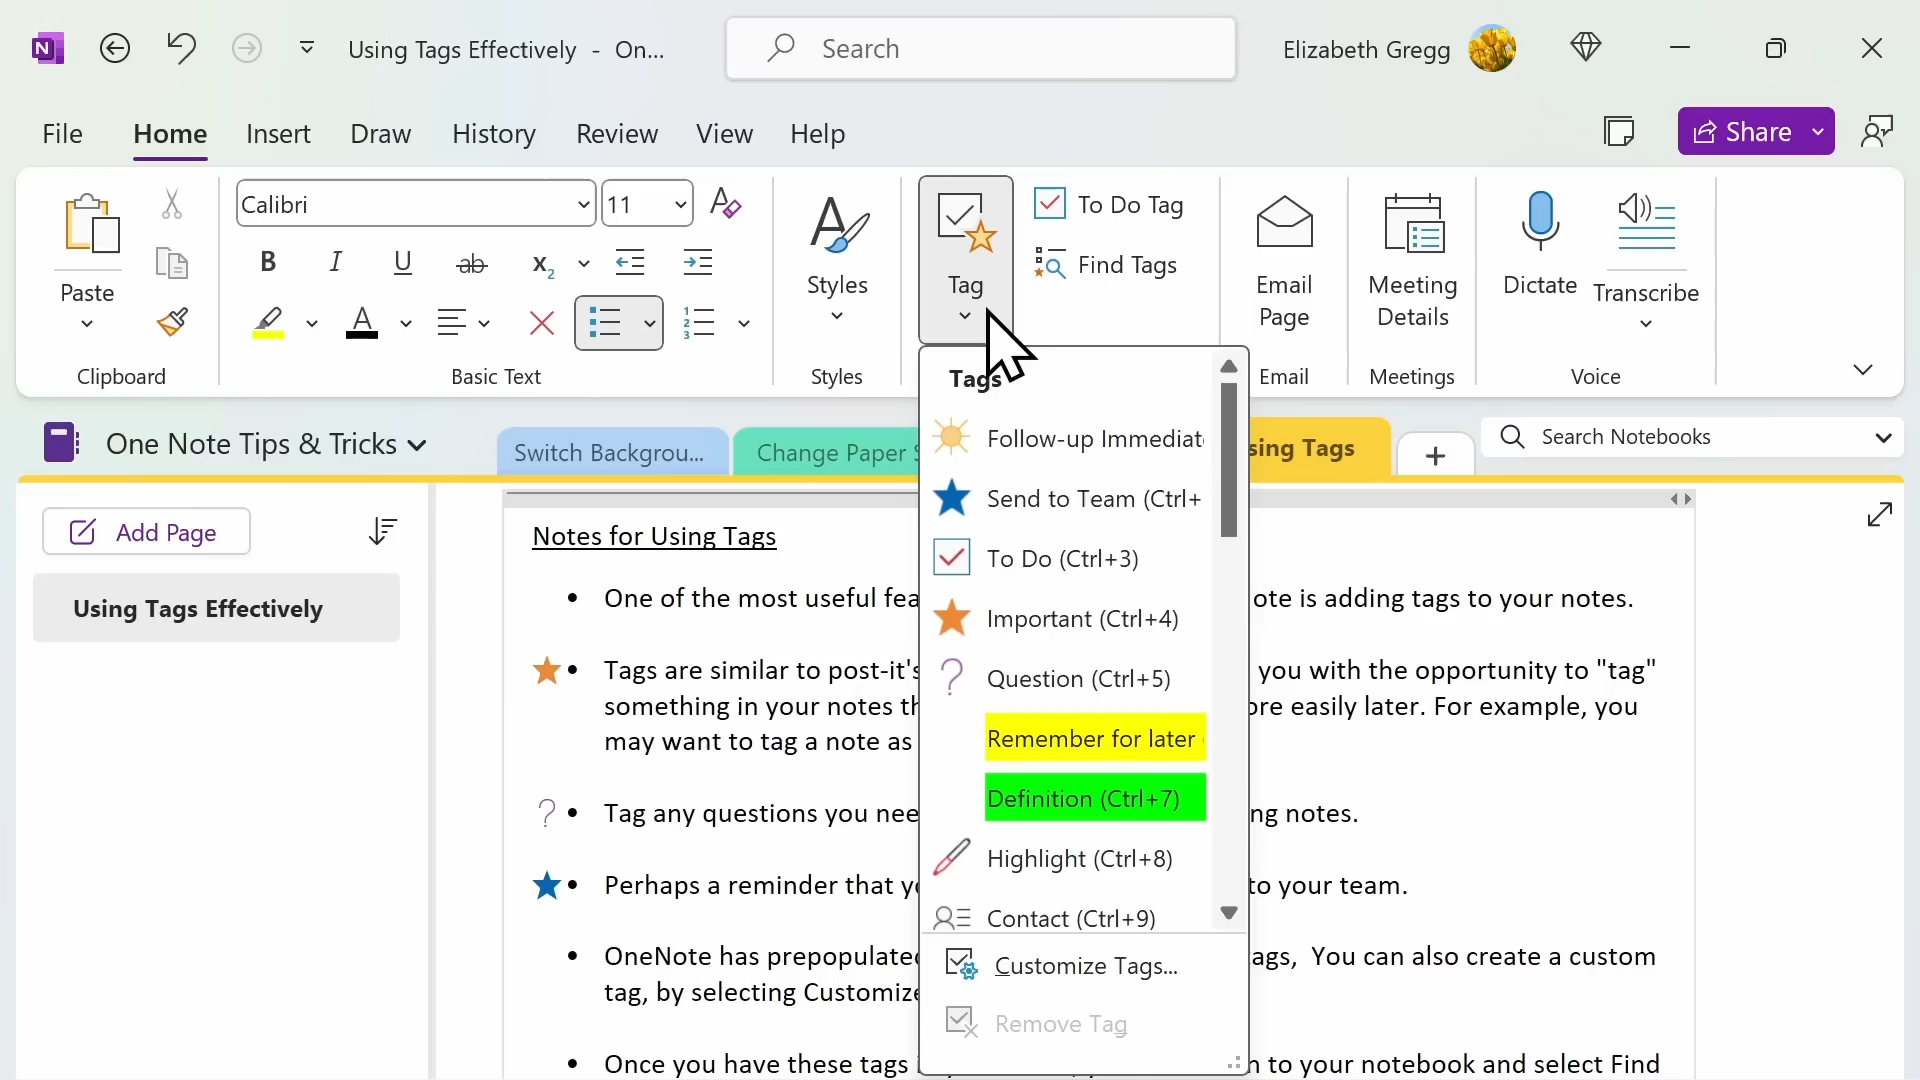 Using Tags Effectively - On...
Search
Elizabeth Gregg
File Home Insert Draw History Review View Help
Share
Paste
Clipboard
Calibri
11
B I U ab x2
A
Basic Text
Styles
Styles
Tag
To Do Tag
Find Tags
Email
Page
Email
Meeting
Details
Meetings
Dictate
Transcribe
Voice
One Note Tips & Tricks
Switch Backgrou...
Change Paper S
sing Tags
+
Search Notebooks
Add Page
Using Tags Effectively
Tags
Follow-up Immediat
Send to Team (Ctrl+
To Do (Ctrl+3)
Important (Ctrl+4)
Question (Ctrl+5)
Remember for later
Definition (Ctrl+7)
Highlight (Ctrl+8)
Contact (Ctrl+9)
Customize Tags...
Remove Tag
Notes for Using Tags
• One of the most useful fea ote is adding tags to your notes.
• Tags are similar to post-it's you with the opportunity to "tag"
something in your notes th ore easily later. For example, you
may want to tag a note as
• Tag any questions you nee ng notes.
• Perhaps a reminder that yo to your team.
• OneNote has prepopulated tags, You can also create a custom
tag, by selecting Customize
• Once you have these tags i n to your notebook and select Find